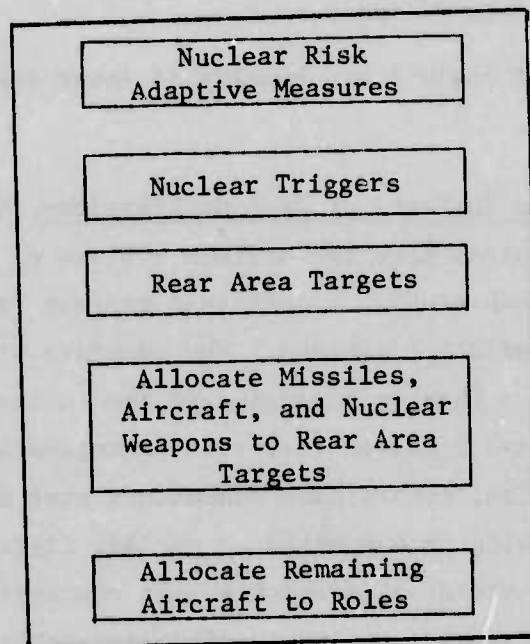 Nuclear Risk
Adaptive Measures
Nuclear Triggers
Rear Area Targets
Allocate Missiles,
Aircraft, and Nuclear
Weapons to Rear Area
Targets
Allocate Remaining
Aircraft to Roles